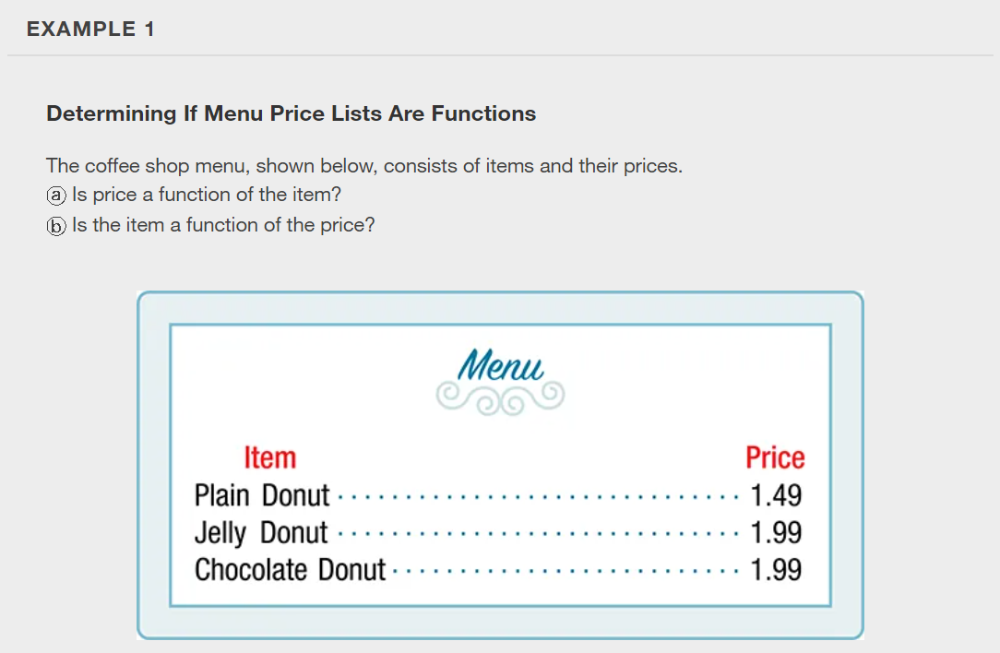 EXAMPLE 1
Determining If Menu Price Lists Are Functions
The coffee shop menu, shown below, consists of items and their prices.
ⓐ Is price a function of the item?
ⓑ Is the item a function of the price?
Menu
Item Price
Plain Donut .............................. 1.49
Jelly Donut .............................. 1.99
Chocolate Donut .......................... 1.99